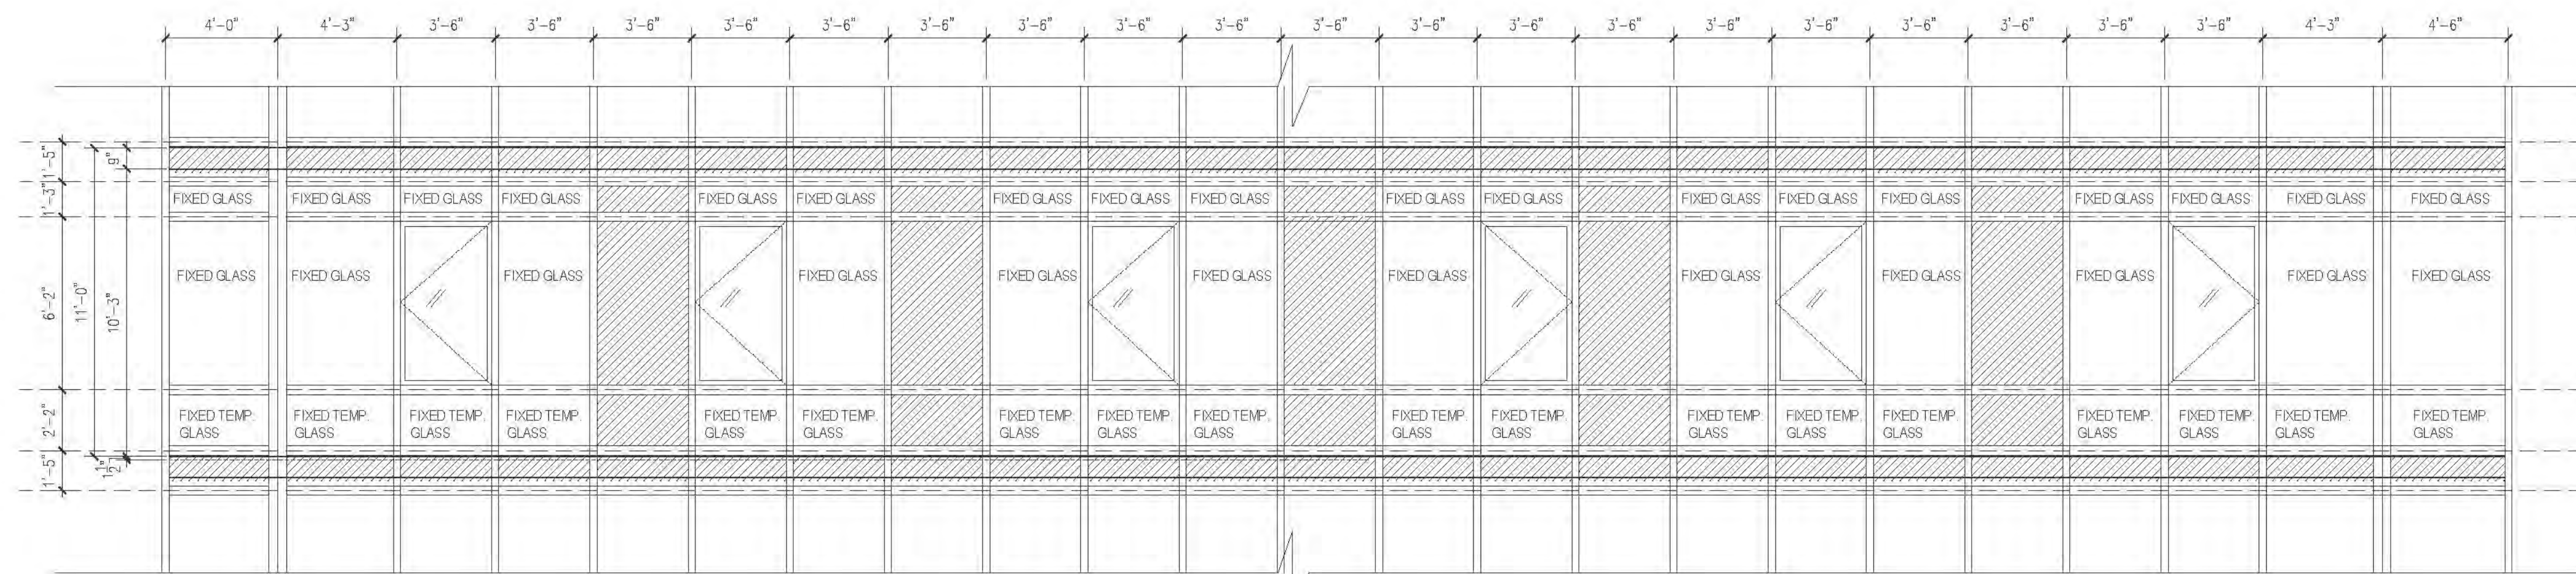 4'-0" 4'-3" 3'-6" 3'-6" 3'-6" 3'-6" 3'-6" 3'-6" 3'-6" 3'-6" 3'-6" 3'-6" 3'-6" 3'-6" 3'-6" 3'-6" 3'-6" 3'-6" 3'-6" 3'-6" 3'-6" 4'-3" 4'-6"
1'-5" 9"
1'-3" FIXED GLASS FIXED GLASS FIXED GLASS FIXED GLASS FIXED GLASS FIXED GLASS FIXED GLASS FIXED GLASS FIXED GLASS FIXED GLASS FIXED GLASS FIXED GLASS FIXED GLASS FIXED GLASS FIXED GLASS FIXED GLASS FIXED GLASS FIXED GLASS
FIXED GLASS FIXED GLASS FIXED GLASS FIXED GLASS FIXED GLASS FIXED GLASS FIXED GLASS FIXED GLASS FIXED GLASS FIXED GLASS FIXED GLASS FIXED GLASS
6'-2" 11'-0" 10'-3"
2'-2" FIXED TEMP. FIXED TEMP. FIXED TEMP. FIXED TEMP. FIXED TEMP. FIXED TEMP. FIXED TEMP. FIXED TEMP. FIXED TEMP. FIXED TEMP. FIXED TEMP. FIXED TEMP. FIXED TEMP. FIXED TEMP. FIXED TEMP. FIXED TEMP. FIXED TEMP. FIXED TEMP.
GLASS GLASS GLASS GLASS GLASS GLASS GLASS GLASS GLASS GLASS GLASS GLASS GLASS GLASS GLASS GLASS GLASS GLASS
1'-5" 1 1/2"